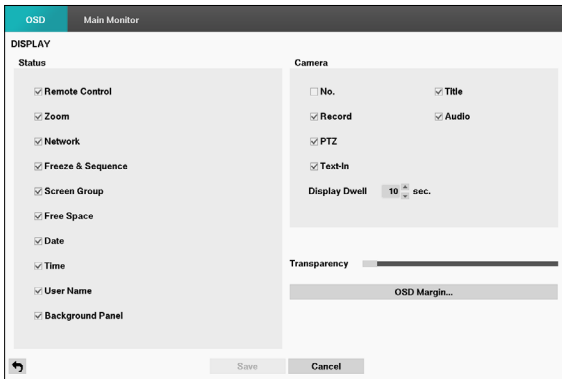 OSD Main Monitor
DISPLAY
Status
Remote Control
Zoom
Network
Freeze & Sequence
Screen Group
Free Space
Date
Time
User Name
Background Panel
Camera
No. Title
Record Audio
PTZ
Text-In
Display Dwell 10 sec.
Transparency
OSD Margin...
Save Cancel